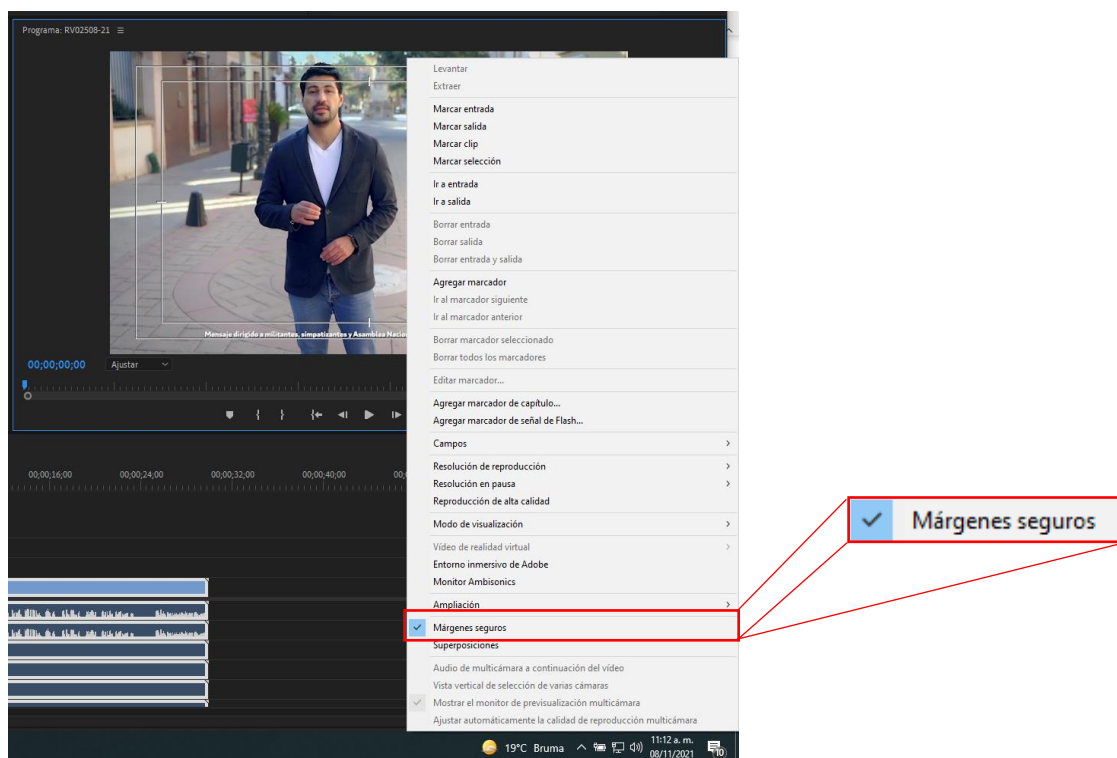 Programa: RV02508-21
Mensaje dirigido a militantes, simpatizantes y Asamblea Nacio
00;00;00;00 Ajustar
00;00;16;00 00;00;24;00 00;00;32;00 00;00;40;00 00;
Levantar
Extraer
Marcar entrada
Marcar salida
Marcar clip
Marcar selección
Ir a entrada
Ir a salida
Borrar entrada
Borrar salida
Borrar entrada y salida
Agregar marcador
Ir al marcador siguiente
Ir al marcador anterior
Borrar marcador seleccionado
Borrar todos los marcadores
Editar marcador...
Agregar marcador de capítulo...
Agregar marcador de señal de Flash...
Campos
Resolución de reproducción
Resolución en pausa
Reproducción de alta calidad
Modo de visualización
Vídeo de realidad virtual
Entorno inmersivo de Adobe
Monitor Ambisonics
Ampliación
Márgenes seguros
Superposiciones
Audio de multicámara a continuación del vídeo
Vista vertical de selección de varias cámaras
Mostrar el monitor de previsualización multicámara
Ajustar automáticamente la calidad de reproducción multicámara
Márgenes seguros
19°C Bruma
11:12 a. m.
08/11/2021
10